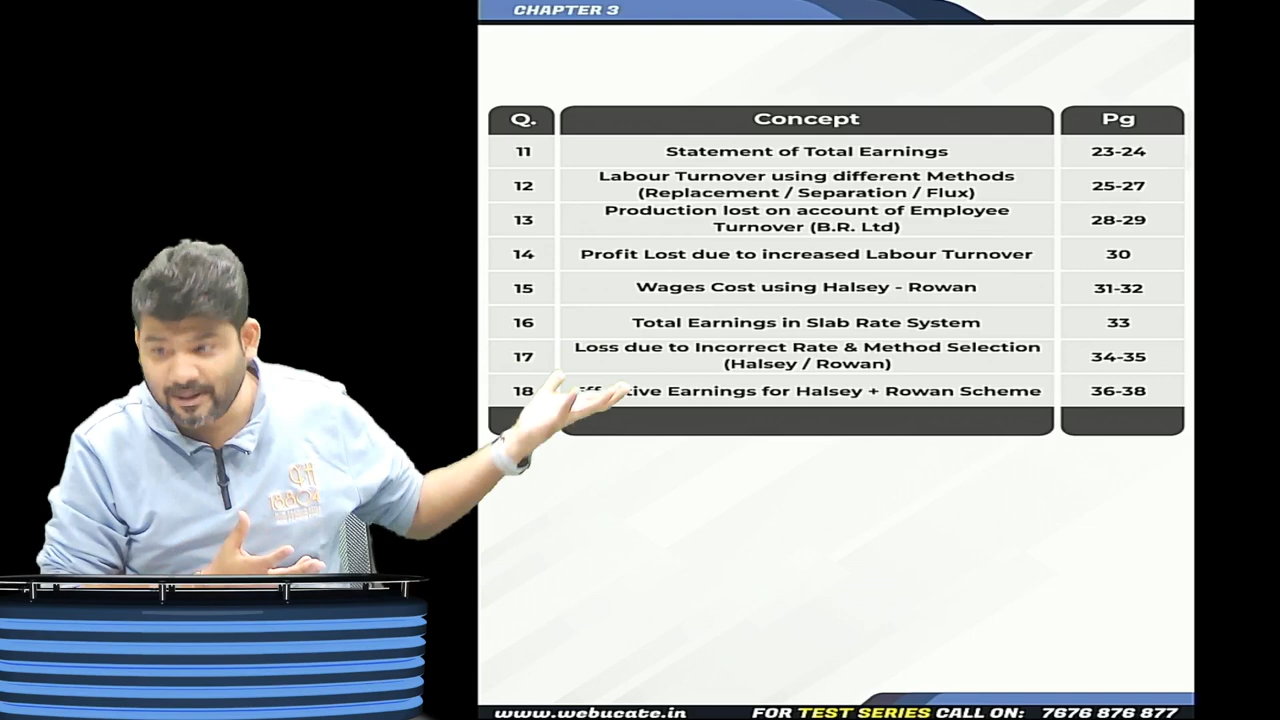 CHAPTER 3
Q. Concept Pg
11 Statement of Total Earnings 23-24
12 Labour Turnover using different Methods (Replacement / Separation / Flux) 25-27
13 Production lost on account of Employee Turnover (B.R. Ltd) 28-29
14 Profit Lost due to increased Labour Turnover 30
15 Wages Cost using Halsey - Rowan 31-32
16 Total Earnings in Slab Rate System 33
17 Loss due to Incorrect Rate & Method Selection (Halsey / Rowan) 34-35
18 Earnings for Halsey + Rowan Scheme 36-38
www.webucate.in FOR TEST SERIES CALL ON: 7676 876 877